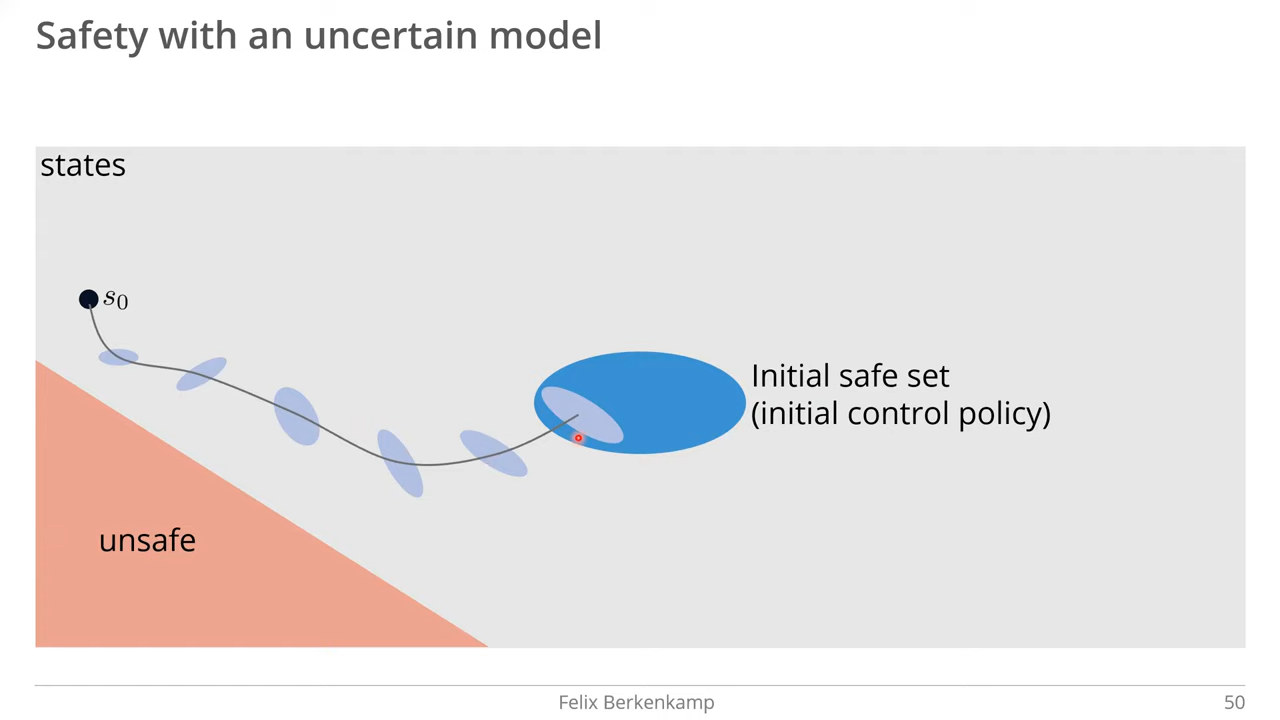 Safety with an uncertain model
states
s₀
Initial safe set
(initial control policy)
unsafe
Felix Berkenkamp
50